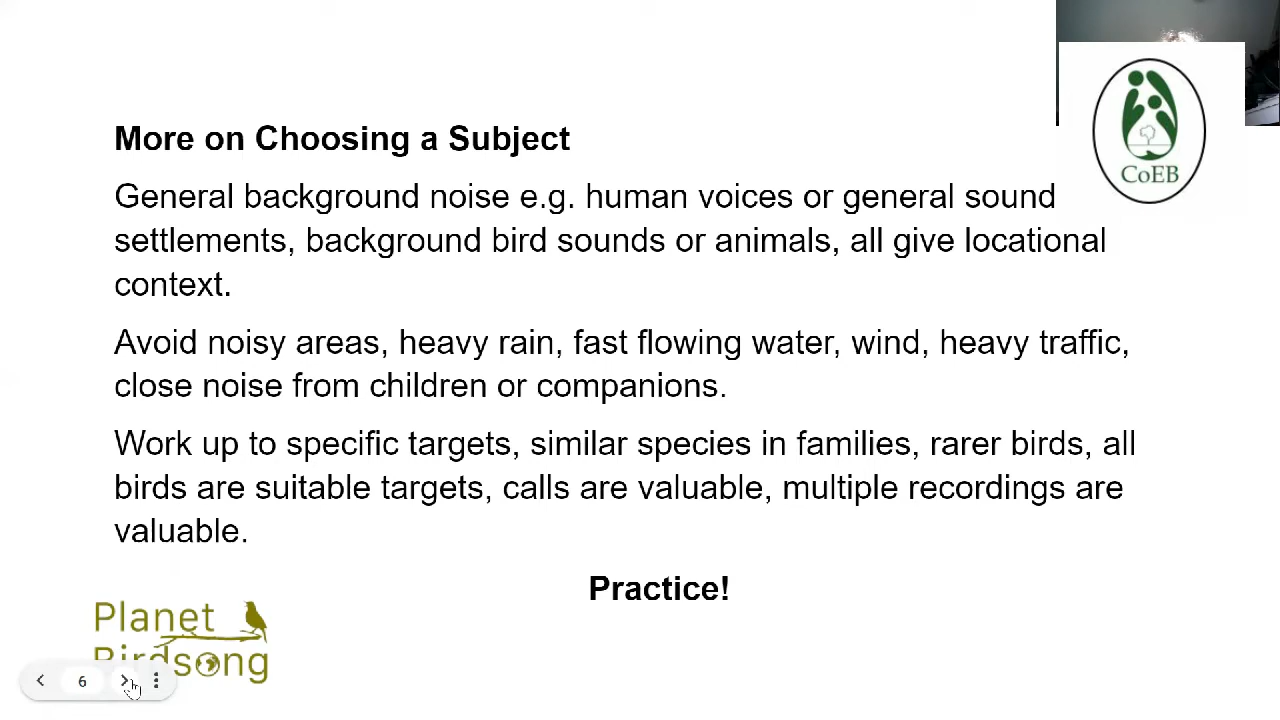 CoEB
More on Choosing a Subject
General background noise e.g. human voices or general sound
settlements, background bird sounds or animals, all give locational
context.
Avoid noisy areas, heavy rain, fast flowing water, wind, heavy traffic,
close noise from children or companions.
Work up to specific targets, similar species in families, rarer birds, all
birds are suitable targets, calls are valuable, multiple recordings are
valuable.
Practice!
Planet
Birdsong
6